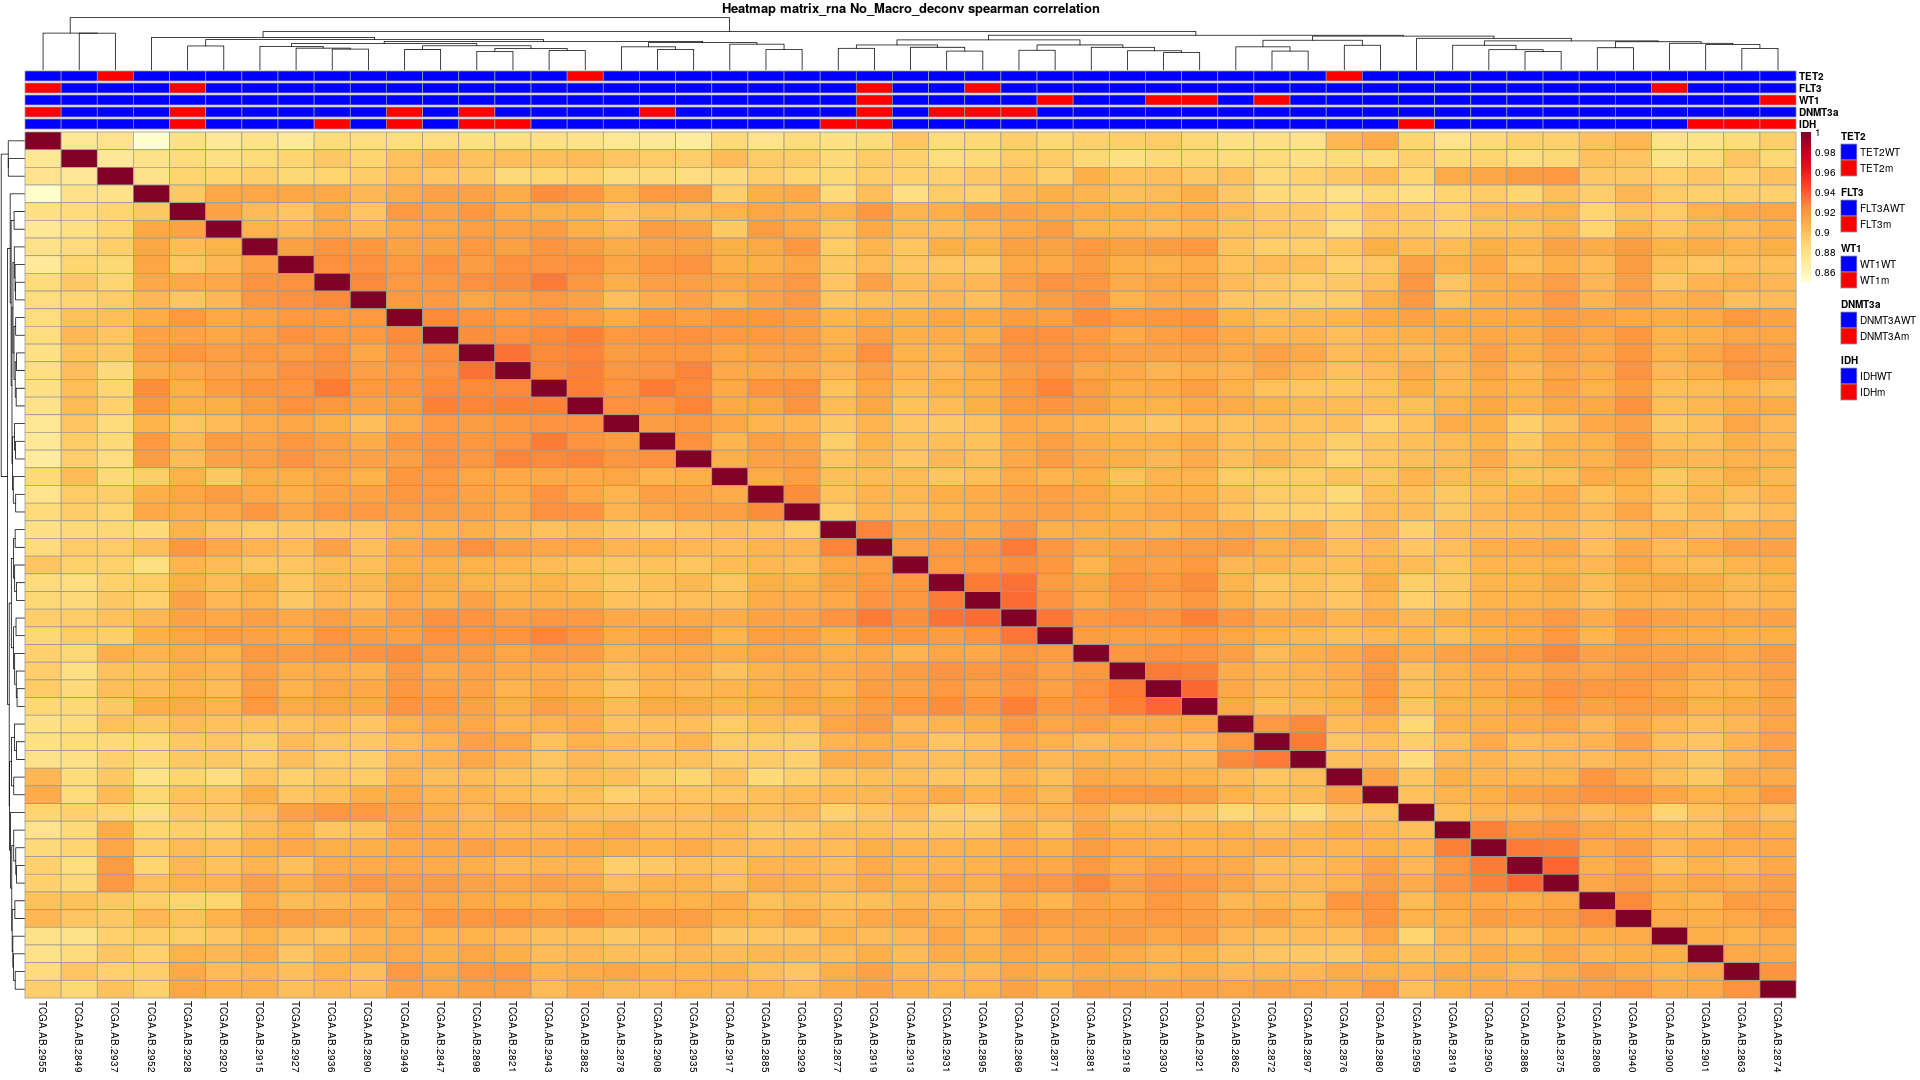 Heatmap matrix_rna No_Macro_deconv spearman correlation
TET2
FLT3
WT1
DNMT3a
IDH
1
0.98
0.96
0.94
0.92
0.9
0.88
0.86
TET2
TET2WT
TET2m
FLT3
FLT3AWT
FLT3m
WT1
WT1WT
WT1m
DNMT3a
DNMT3AWT
DNMT3Am
IDH
IDHWT
IDHm
TCGA.AB.2955
TCGA.AB.2849
TCGA.AB.2937
TCGA.AB.2952
TCGA.AB.2928
TCGA.AB.2920
TCGA.AB.2915
TCGA.AB.2927
TCGA.AB.2936
TCGA.AB.2890
TCGA.AB.2949
TCGA.AB.2847
TCGA.AB.2898
TCGA.AB.2821
TCGA.AB.2943
TCGA.AB.2882
TCGA.AB.2878
TCGA.AB.2908
TCGA.AB.2935
TCGA.AB.2917
TCGA.AB.2885
TCGA.AB.2929
TCGA.AB.2877
TCGA.AB.2919
TCGA.AB.2913
TCGA.AB.2931
TCGA.AB.2895
TCGA.AB.2869
TCGA.AB.2871
TCGA.AB.2881
TCGA.AB.2918
TCGA.AB.2930
TCGA.AB.2921
TCGA.AB.2862
TCGA.AB.2872
TCGA.AB.2897
TCGA.AB.2876
TCGA.AB.2880
TCGA.AB.2959
TCGA.AB.2819
TCGA.AB.2950
TCGA.AB.2886
TCGA.AB.2875
TCGA.AB.2808
TCGA.AB.2940
TCGA.AB.2900
TCGA.AB.2901
TCGA.AB.2863
TCGA.AB.2874